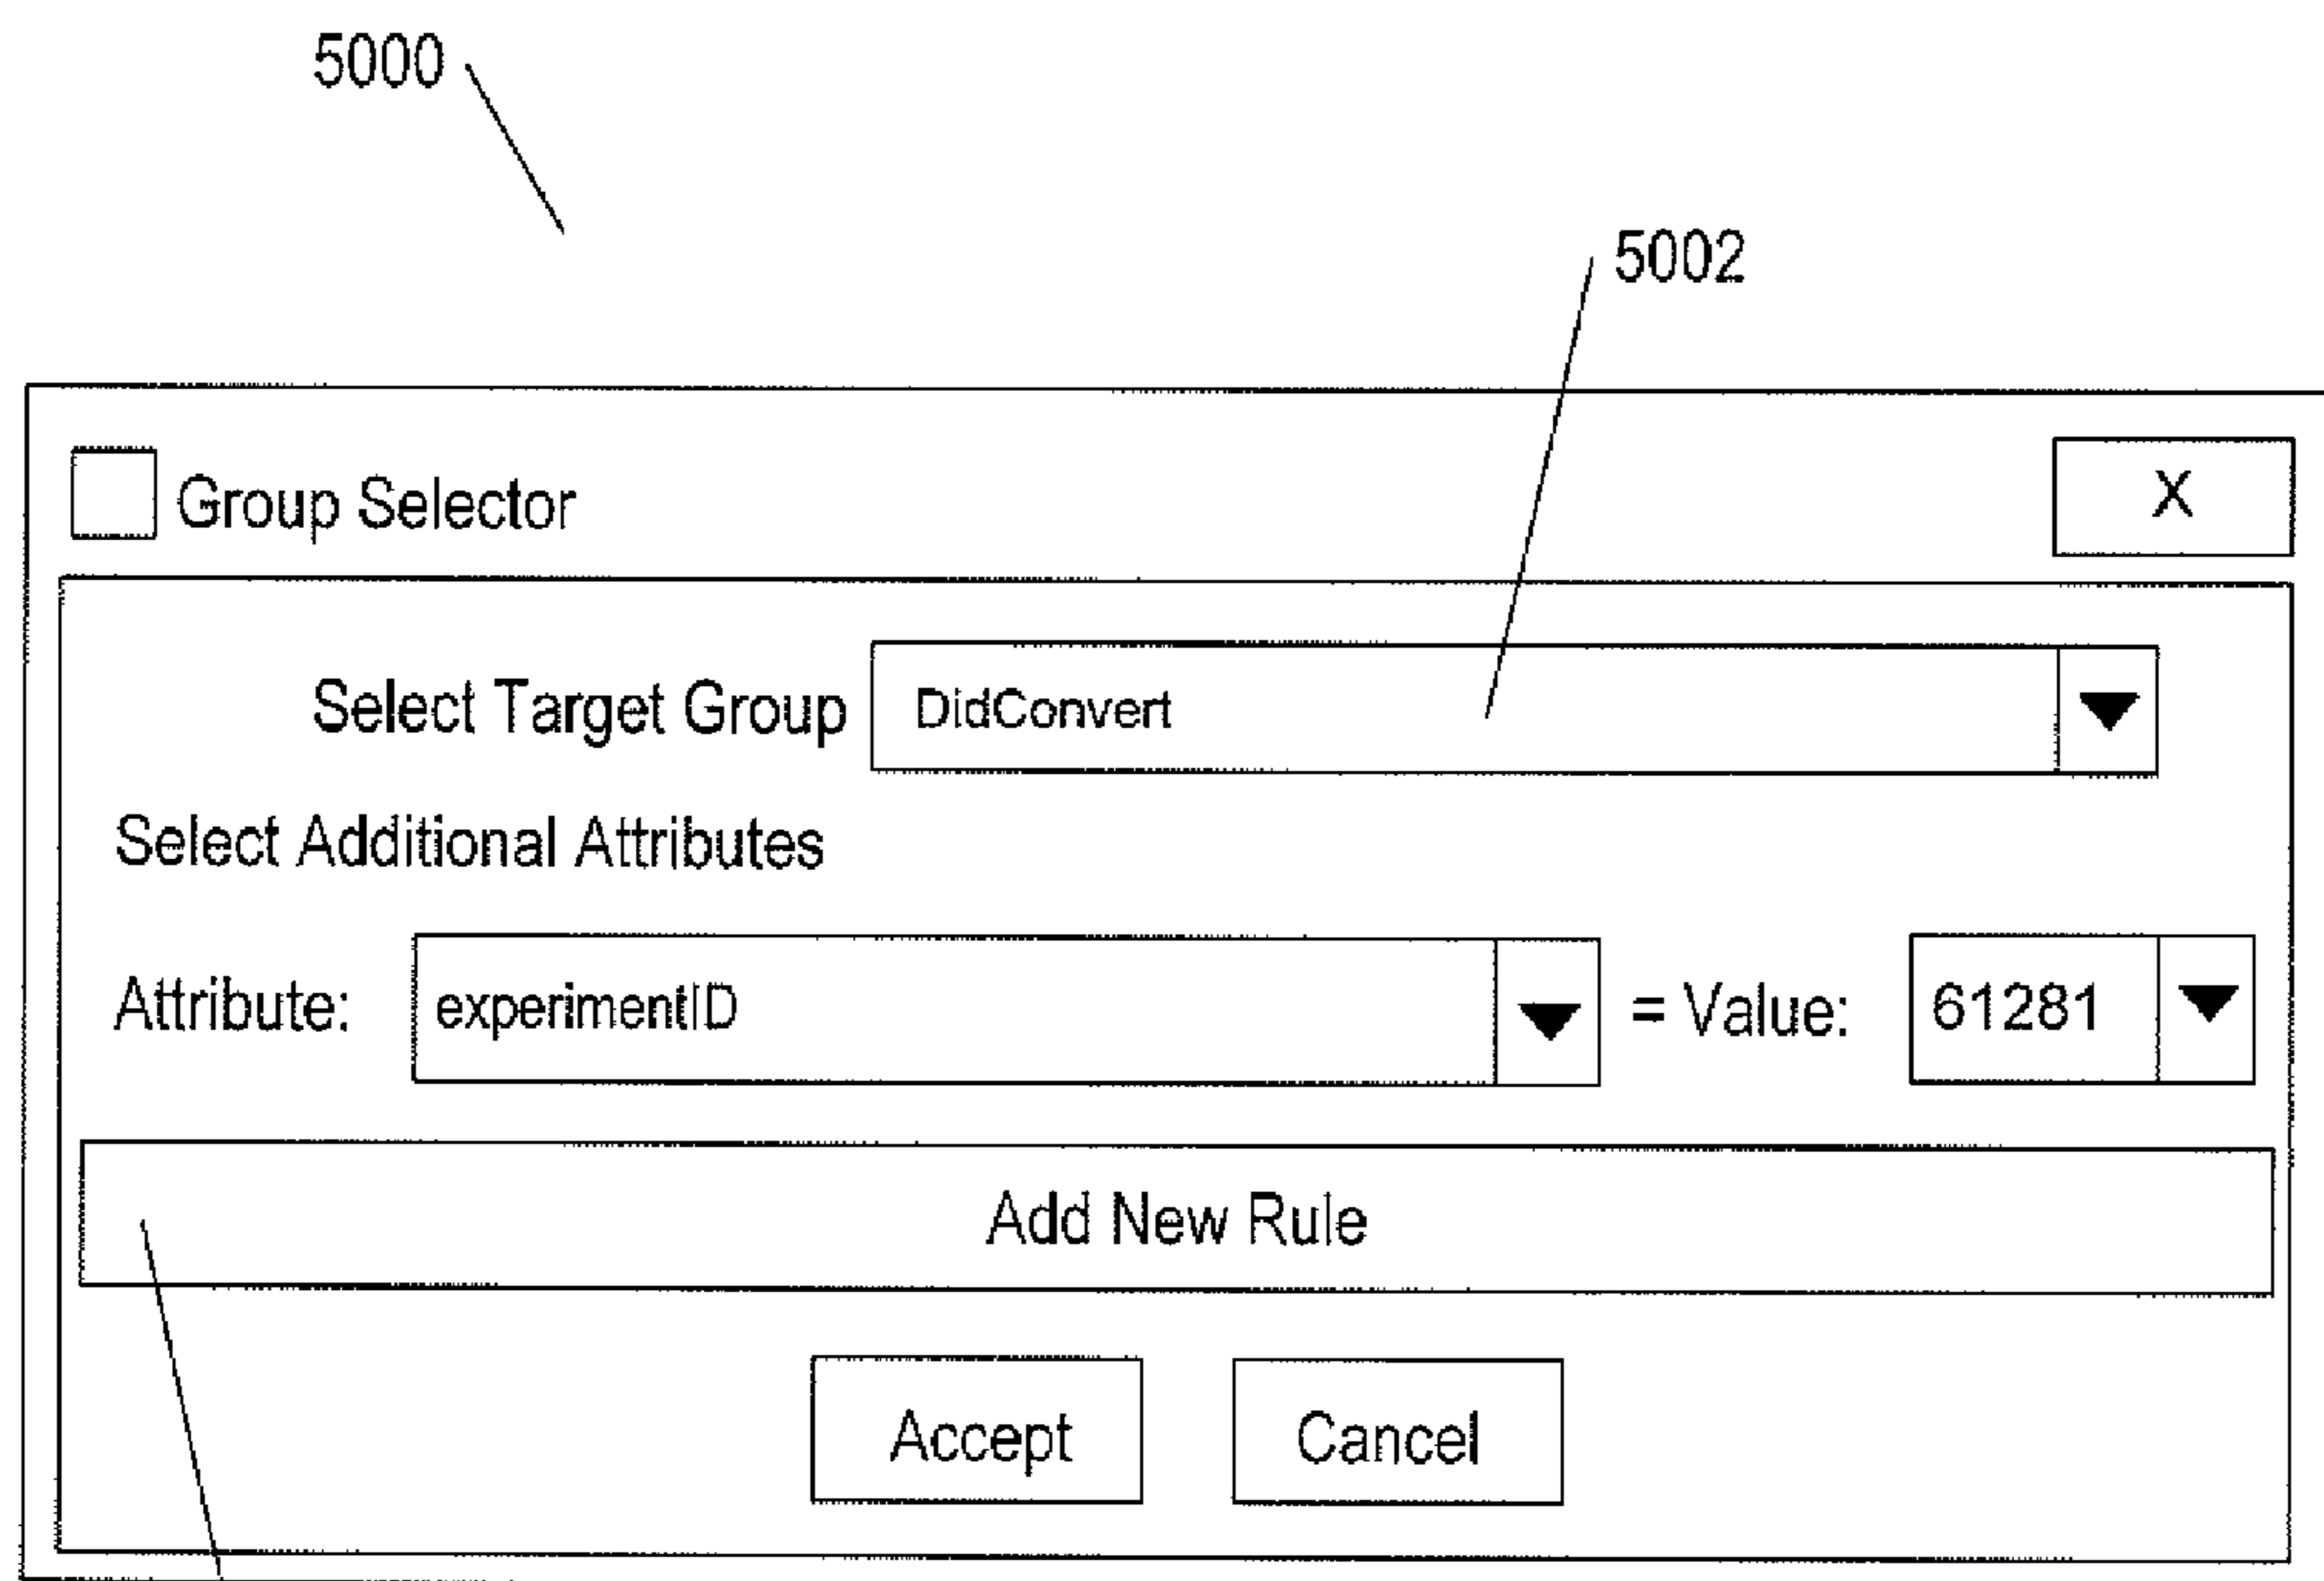 5000
5002
Group Selector X
Select Target Group DidConvert
Select Additional Attributes
Attribute: experimentID = Value: 61281
Add New Rule
Accept Cancel